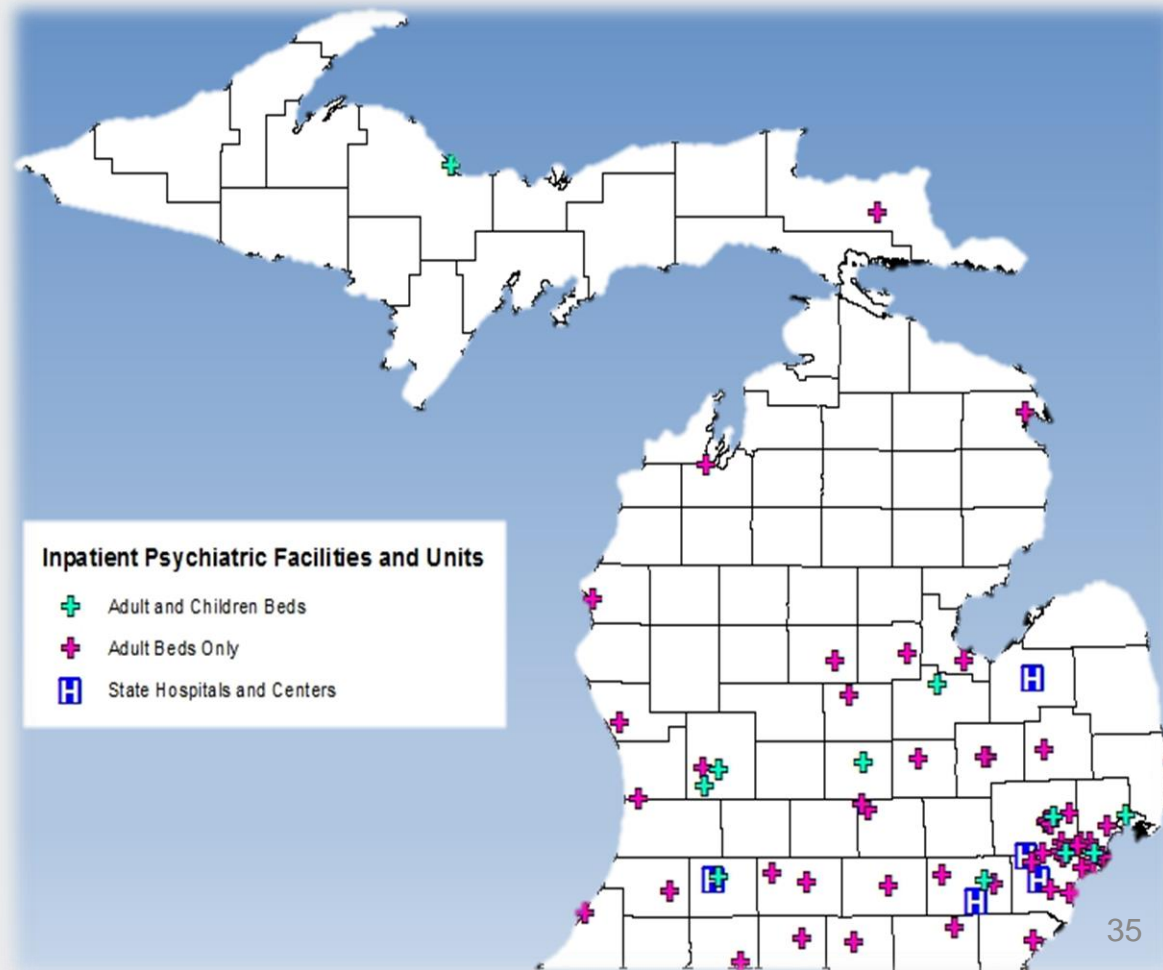 Inpatient Psychiatric Facilities and Units
Adult and Children Beds
Adult Beds Only
H State Hospitals and Centers
H
H
H
H
H
35